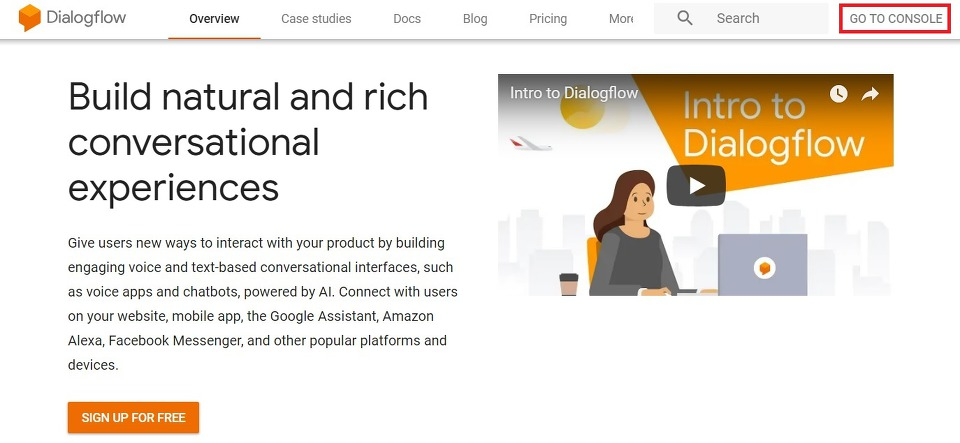 Dialogflow
Overview
Case studies
Docs
Blog
Pricing
More
Search
GO TO CONSOLE
Build natural and rich
conversational
experiences
Give users new ways to interact with your product by building
engaging voice and text-based conversational interfaces, such
as voice apps and chatbots, powered by AI. Connect with users
on your website, mobile app, the Google Assistant, Amazon
Alexa, Facebook Messenger, and other popular platforms and
devices.
SIGN UP FOR FREE
Intro to Dialogflow
Intro to
Dialogflow